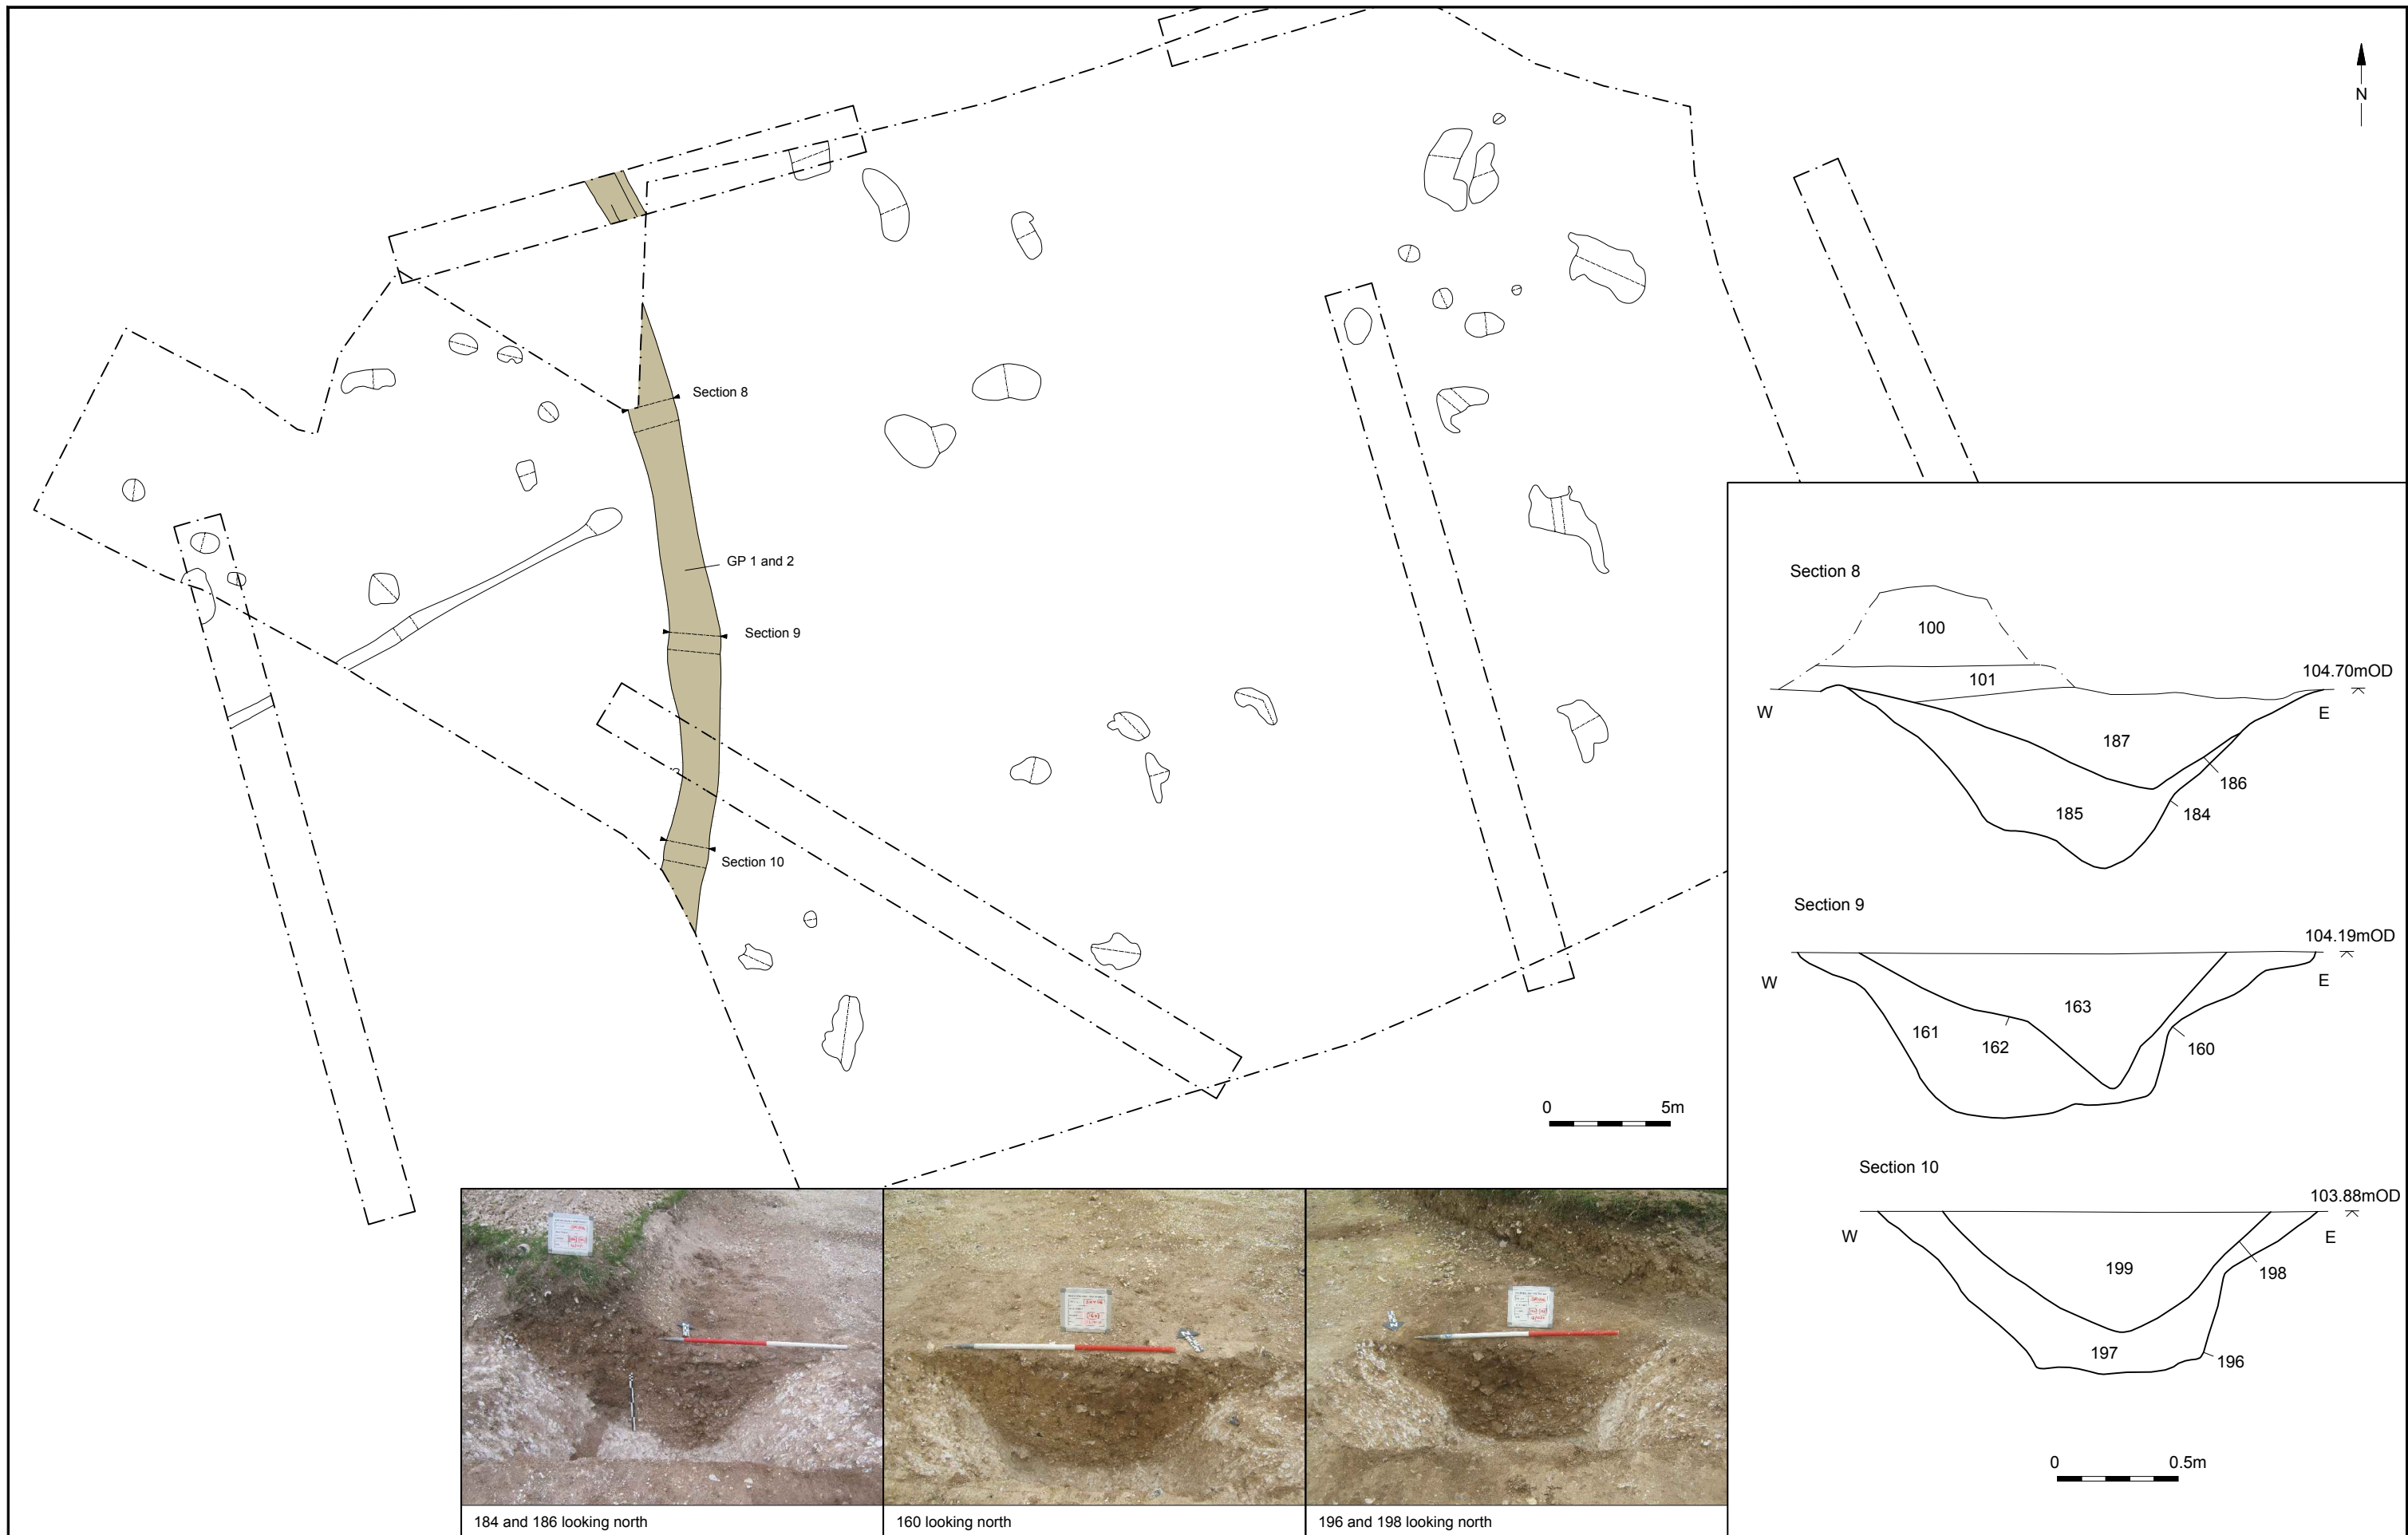 N
Section 8
GP 1 and 2
Section 9
Section 10
0 5m
Section 8
100
101
104.70mOD
W
E
187
186
185
184
Section 9
104.19mOD
W
E
163
161
162
160
Section 10
103.88mOD
W
E
199
198
197
196
0 0.5m
184 and 186 looking north
160 looking north
196 and 198 looking north